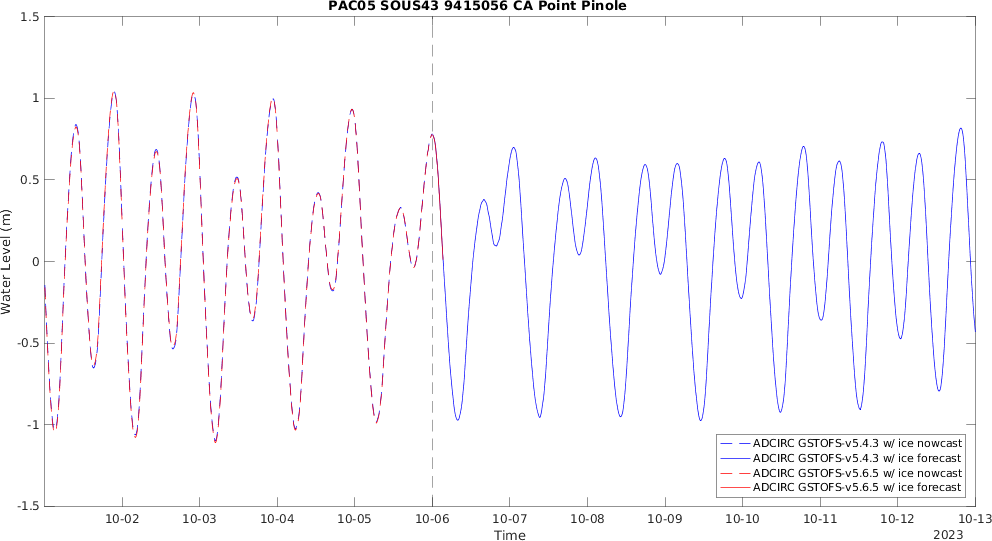 PAC05 SOUS43 9415056 CA Point Pinole
1.5
1
0.5
0
-0.5
-1
-1.5
Water Level (m)
10-02 10-03 10-04 10-05 10-06 10-07 10-08 10-09 10-10 10-11 10-12 10-13
Time
2023
ADCIRC GSTOFS-v5.4.3 w/ ice nowcast
ADCIRC GSTOFS-v5.4.3 w/ ice forecast
ADCIRC GSTOFS-v5.6.5 w/ ice nowcast
ADCIRC GSTOFS-v5.6.5 w/ ice forecast